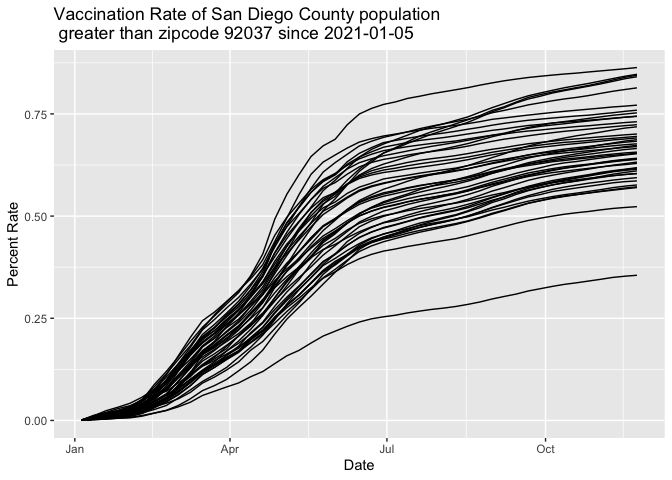 Vaccination Rate of San Diego County population
greater than zipcode 92037 since 2021-01-05
0.75
0.50
0.25
0.00
Percent Rate
Jan
Apr
Jul
Oct
Date